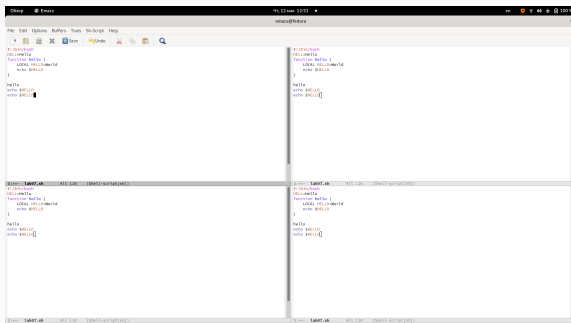 Обзор Emacs Чт, 12 мая 12:51 en 100 %
emacs@fedora
File Edit Options Buffers Tools Sh-Script Help
Save Undo
#!/bin/bash
HELL=Hello
function hello {
LOCAL HELLO=World
echo $HELLO
}
hello
echo $HELLO
echo $HELLO
lab07.sh All L10 (Shell-script[sh])
#!/bin/bash
HELL=Hello
function hello {
LOCAL HELLO=World
echo $HELLO
}
hello
echo $HELLO
echo $HELLO
lab07.sh All L10 (Shell-script[sh])
#!/bin/bash
HELL=Hello
function hello {
LOCAL HELLO=World
echo $HELLO
}
hello
echo $HELLO
echo $HELLO
lab07.sh All L10 (Shell-script[sh])
#!/bin/bash
HELL=Hello
function hello {
LOCAL HELLO=World
echo $HELLO
}
hello
echo $HELLO
echo $HELLO
lab07.sh All L10 (Shell-script[sh])